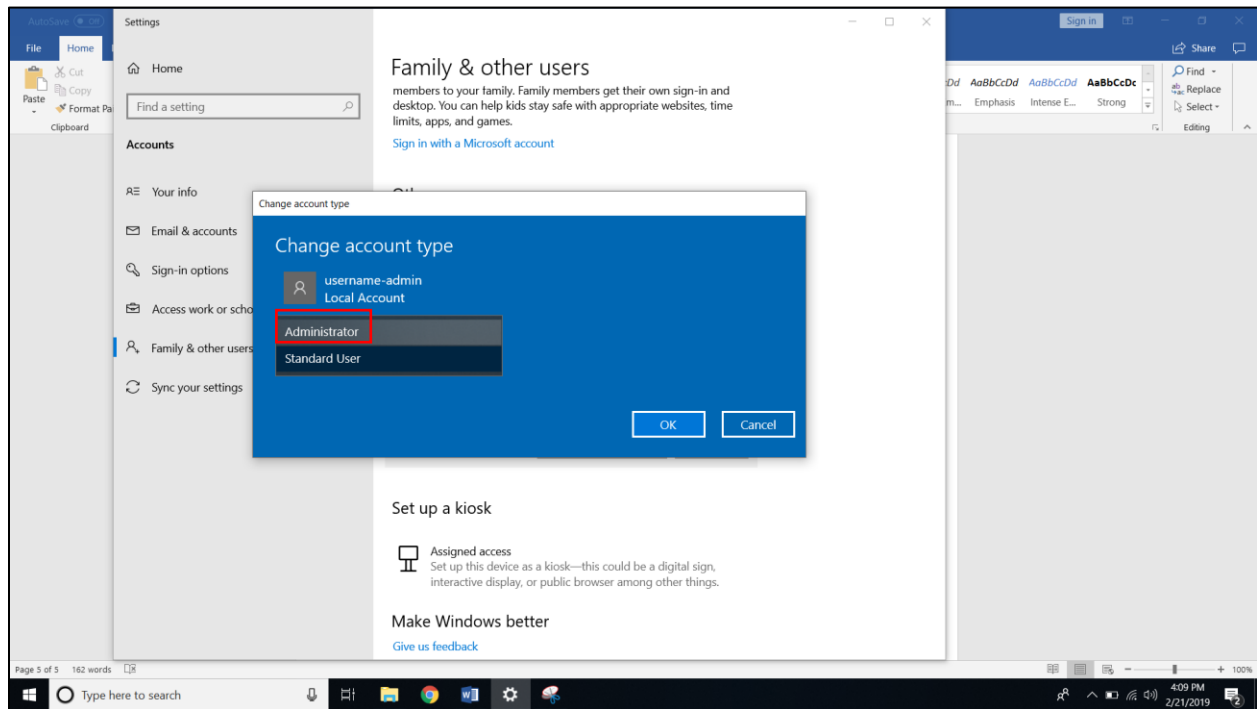 AutoSave Off
Settings
Sign in
File
Home
Share
Cut
Copy
Paste
Format Pa
Clipboard
AaBbCcDd AaBbCcDd AaBbCcDc
Emphasis Intense E... Strong
Find
Replace
Select
Editing
Home
Find a setting
Accounts
Your info
Email & accounts
Sign-in options
Access work or scho
Family & other users
Sync your settings
Family & other users
members to your family. Family members get their own sign-in and
desktop. You can help kids stay safe with appropriate websites, time
limits, apps, and games.
Sign in with a Microsoft account
Change account type
Change account type
username-admin
Local Account
Administrator
Standard User
OK
Cancel
Set up a kiosk
Assigned access
Set up this device as a kiosk—this could be a digital sign,
interactive display, or public browser among other things.
Make Windows better
Give us feedback
Page 5 of 5 162 words
100%
Type here to search
4:09 PM
2/21/2019
2